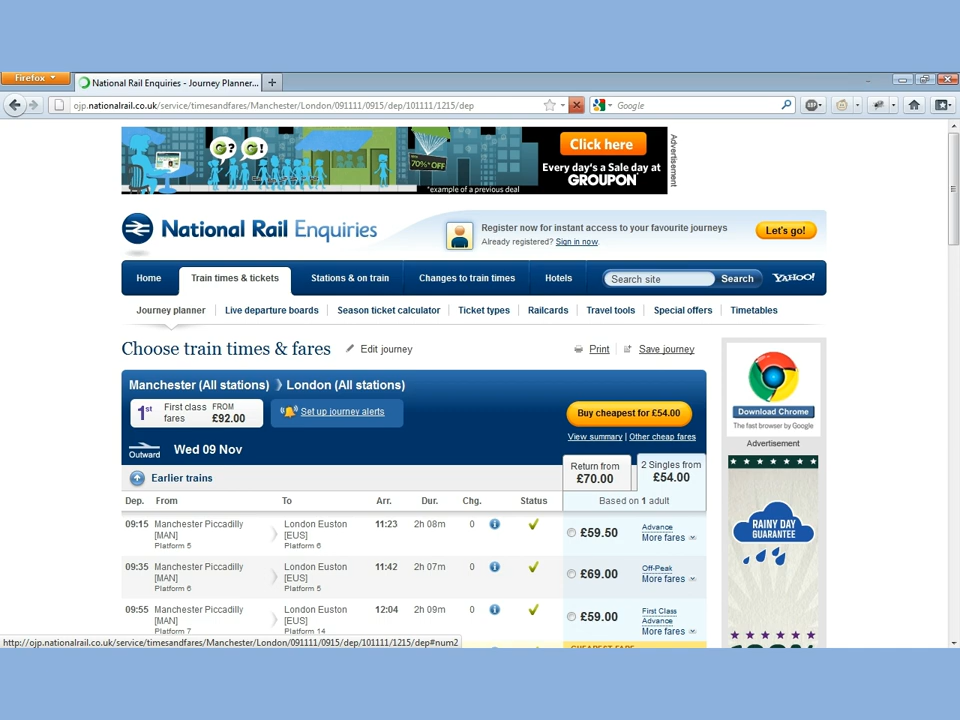 Firefox
National Rail Enquiries - Journey Planner...
ojp.nationalrail.co.uk/service/timesandfares/Manchester/London/091111/0915/dep/101111/1215/dep
Google
G?
G!
70% OFF
*example of a previous deal
Click here
Every day's a Sale day at
GROUPON
Advertisement
National Rail Enquiries
Register now for instant access to your favourite journeys
Already registered? Sign in now.
Let's go!
Home
Train times & tickets
Stations & on train
Changes to train times
Hotels
Search site
Search
YAHOO!
Journey planner
Live departure boards
Season ticket calculator
Ticket types
Railcards
Travel tools
Special offers
Timetables
Choose train times & fares
Edit journey
Print
Save journey
Manchester (All stations) London (All stations)
1st
First class fares
FROM £92.00
Set up journey alerts
Buy cheapest for £54.00
View summary | Other cheap fares
Outward
Wed 09 Nov
Return from
£70.00
2 Singles from
£54.00
Earlier trains
Based on 1 adult
Dep. From To Arr. Dur. Chg. Status
09:15 Manchester Piccadilly London Euston 11:23 2h 08m 0
[MAN] [EUS]
Platform 5 Platform 6
£59.50
Advance
More fares
09:35 Manchester Piccadilly London Euston 11:42 2h 07m 0
[MAN] [EUS]
Platform 6 Platform 5
£69.00
Off-Peak
More fares
09:55 Manchester Piccadilly London Euston 12:04 2h 09m 0
[MAN] [EUS]
Platform 7 Platform 14
£59.00
First Class
Advance
More fares
CHEAPEST FARE
Download Chrome
The fast browser by Google
Advertisement
RAINY DAY
GUARANTEE
http://ojp.nationalrail.co.uk/service/timesandfares/Manchester/London/091111/0915/dep/101111/1215/dep#num2